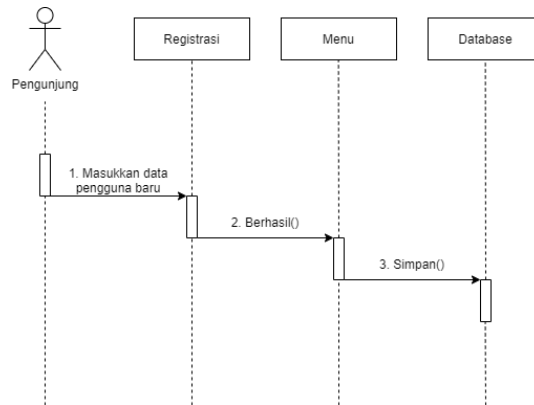 Registrasi
Menu
Database
Pengunjung
1. Masukkan data
pengguna baru
2. Berhasil()
3. Simpan()